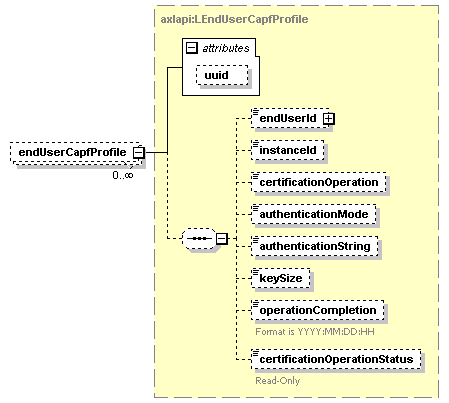 axlapi:LEndUserCapfProfile
attributes
uuid
endUserCapfProfile
0..∞
endUserId
instanceId
certificationOperation
authenticationMode
authenticationString
keySize
operationCompletion
Format is YYYY:MM:DD:HH
certificationOperationStatus
Read-Only